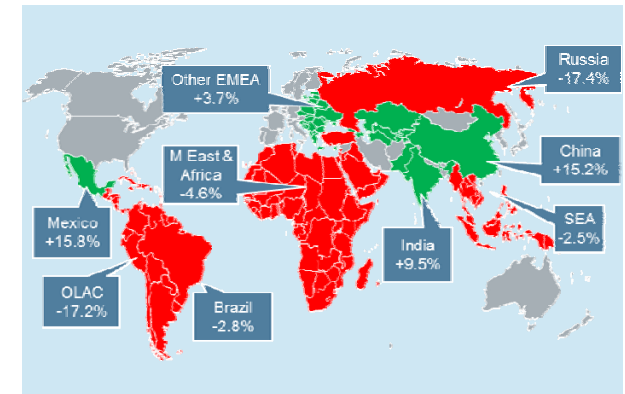 Russia
-17.4%
Other EMEA
+3.7%
China
+15.2%
M East &
Africa
-4.6%
Mexico
+15.8%
SEA
-2.5%
India
+9.5%
OLAC
-17.2%
Brazil
-2.8%